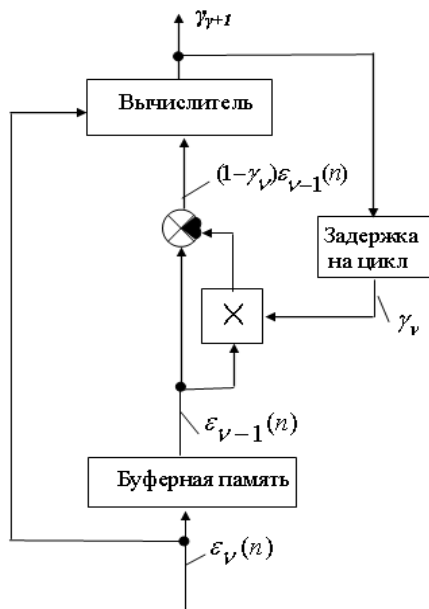 γ_{γ+1}
Вычислитель
(1−γ_ν)ε_{ν−1}(n)
Задержка
на цикл
×
γ_ν
ε_{ν−1}(n)
Буферная память
ε_ν(n)